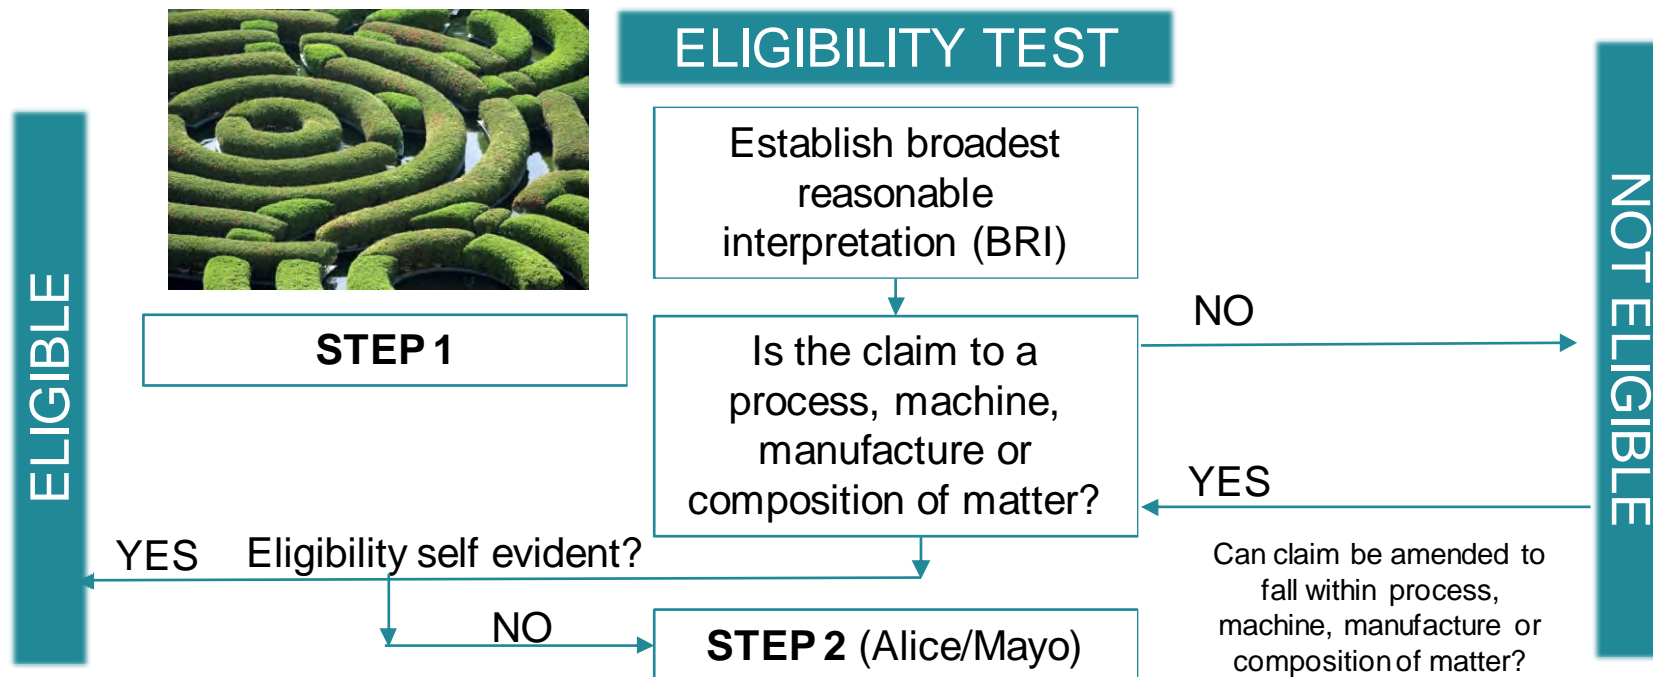 ELIGIBILITY TEST
Establish broadest
reasonable
interpretation (BRI)
STEP 1
Is the claim to a
process, machine,
manufacture or
composition of matter?
NO
YES
Can claim be amended to
fall within process,
machine, manufacture or
composition of matter?
YES
Eligibility self evident?
NO
STEP 2 (Alice/Mayo)
ELIGIBLE
NOT ELIGIBLE